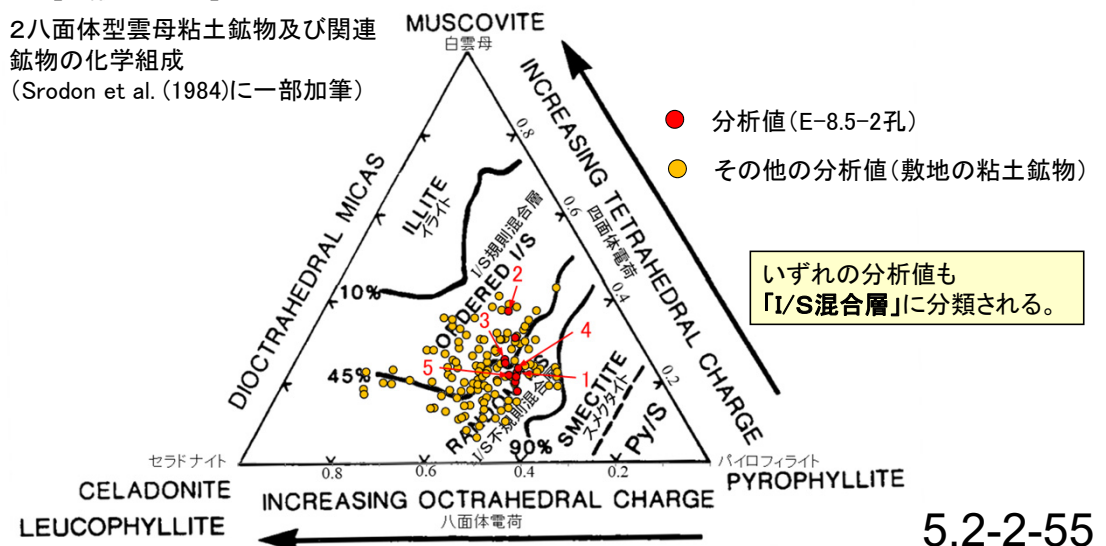 2八面体型雲母粘土鉱物及び関連
鉱物の化学組成
(Srodon et al. (1984)に一部加筆)
MUSCOVITE
白雲母
分析値(E-8.5-2孔)
その他の分析値(敷地の粘土鉱物)
いずれの分析値も
「I/S混合層」に分類される。
DIOCTRAHEDRAL MICAS
INCREASING TETRAHEDRAL CHARGE
四面体電荷
0.8
0.6
0.4
0.2
ILLITE
イライト
I/S規則混合層
ORDERED I/S
10%
45%
90%
2
3
4
5
1
I/S不規則混合層
SMECTITE
スメクタイト
Py/S
セラドナイト
CELADONITE
LEUCOPHYLLITE
0.8
0.6
0.4
0.2
パイロフィライト
PYROPHYLLITE
INCREASING OCTRAHEDRAL CHARGE
八面体電荷
5.2-2-55